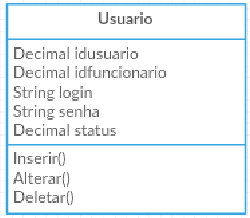 Usuario
Decimal idusuario
Decimal idfuncionario
String login
String senha
Decimal status
Inserir()
Alterar()
Deletar()